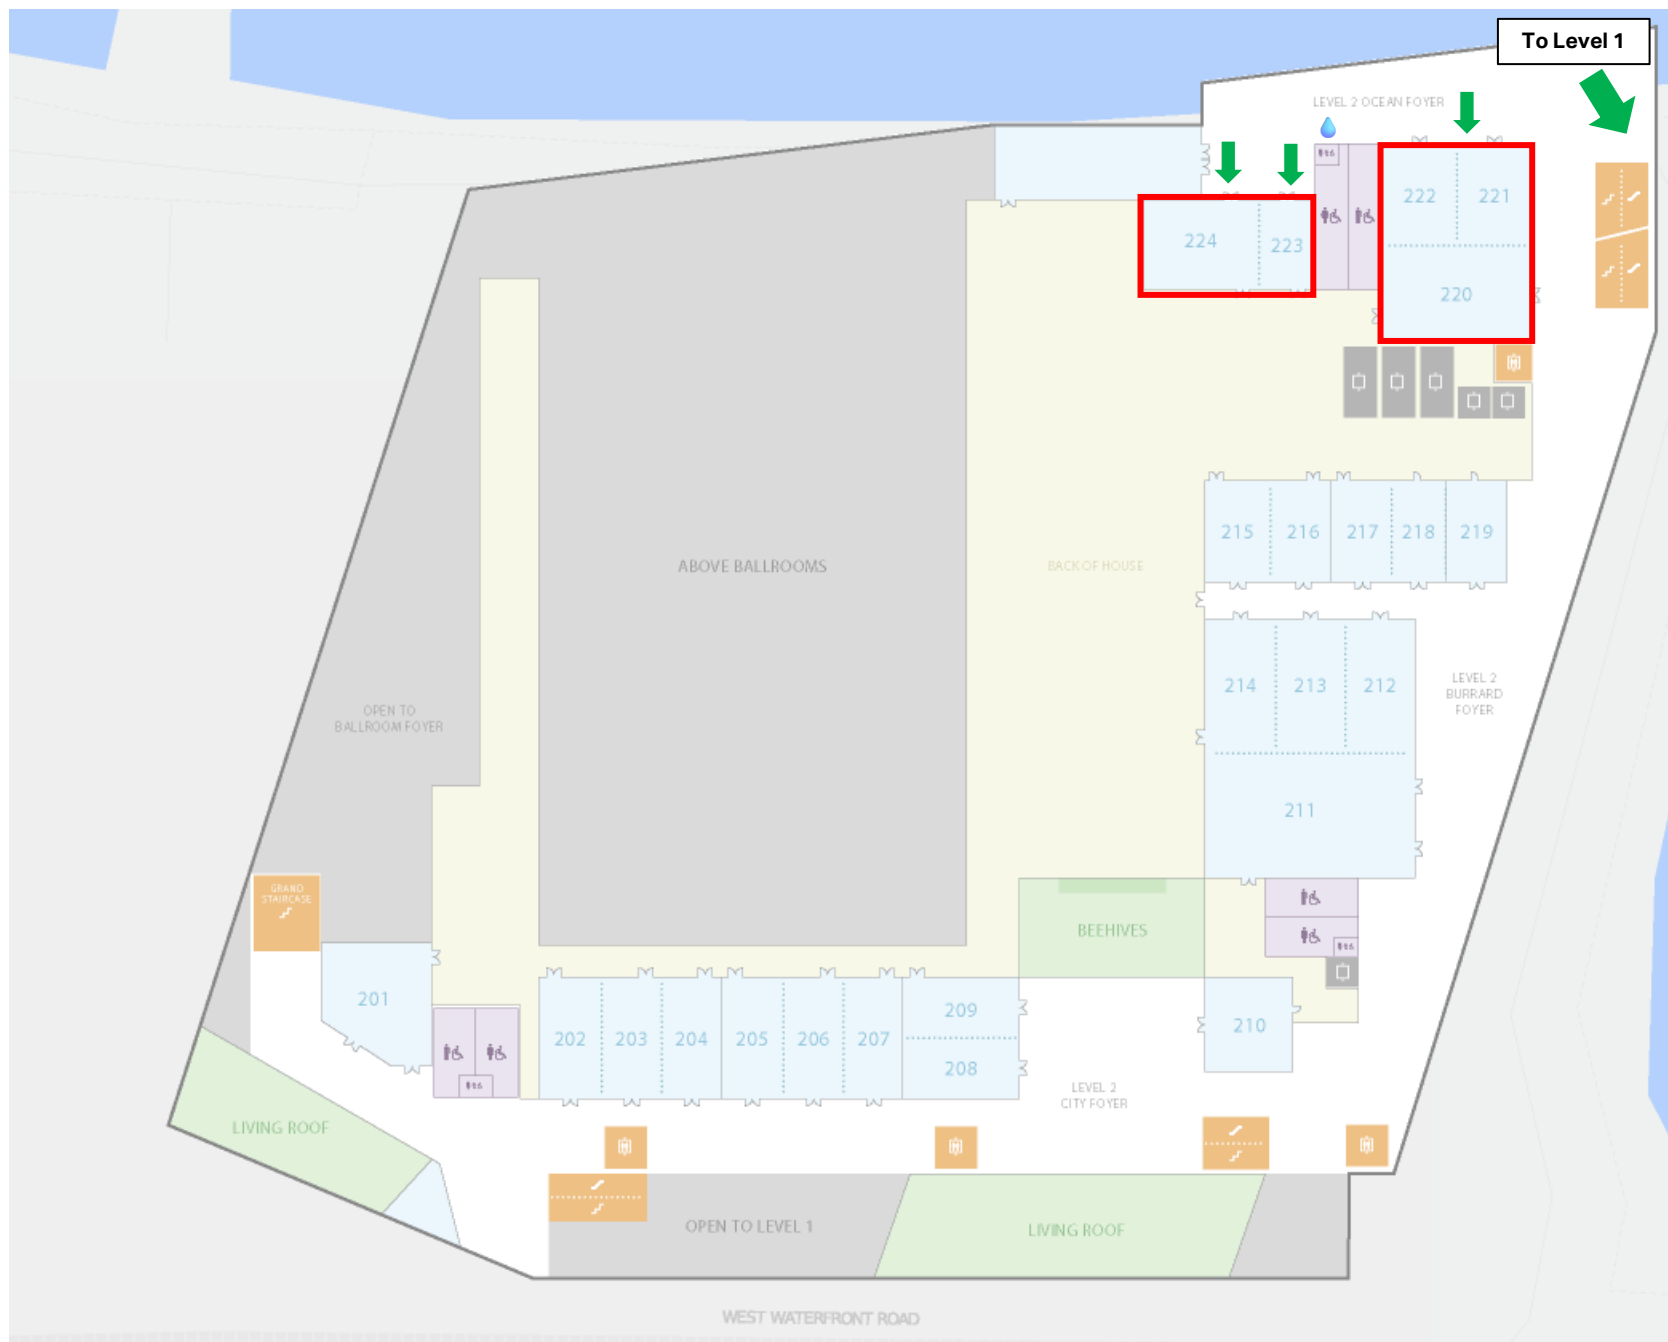 To Level 1
LEVEL 2 OCEAN FOYER
222
221
224
223
220
215
216
217
218
219
ABOVE BALLROOMS
BACK OF HOUSE
214
213
212
LEVEL 2
BURRARD
FOYER
OPEN TO
BALLROOM FOYER
211
GRAND
STAIRCASE
BEEHIVES
201
209
210
202
203
204
205
206
207
208
LEVEL 2
CITY FOYER
LIVING ROOF
OPEN TO LEVEL 1
LIVING ROOF
WEST WATERFRONT ROAD